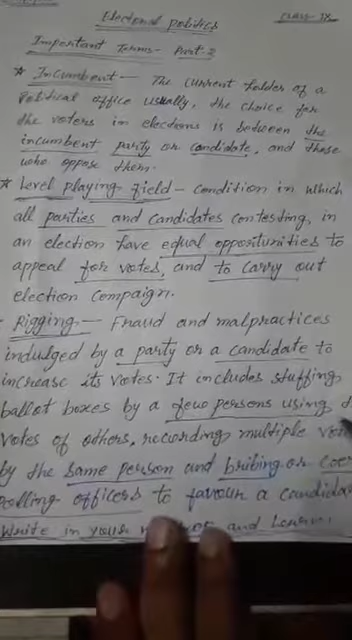 Electoral politics
CLASS-IX
Important Terms- Part-2
* Incumbent- The current holder of a
political office usually, the choice for
the voters in elections is between the
incumbent party or candidate, and those
who oppose them.
* Level playing field - condition in which
all parties and candidates contesting, in
an election have equal opportunities to
appeal for votes, and to carry out
election campaign.
Rigging- Fraud and malpractices
indulged by a party or a candidate to
increase its votes. It includes stuffing
ballot boxes by a few persons using
votes of others, recording multiple
by the same person and bribing or
polling officers to favour a
Write in your and Learn.